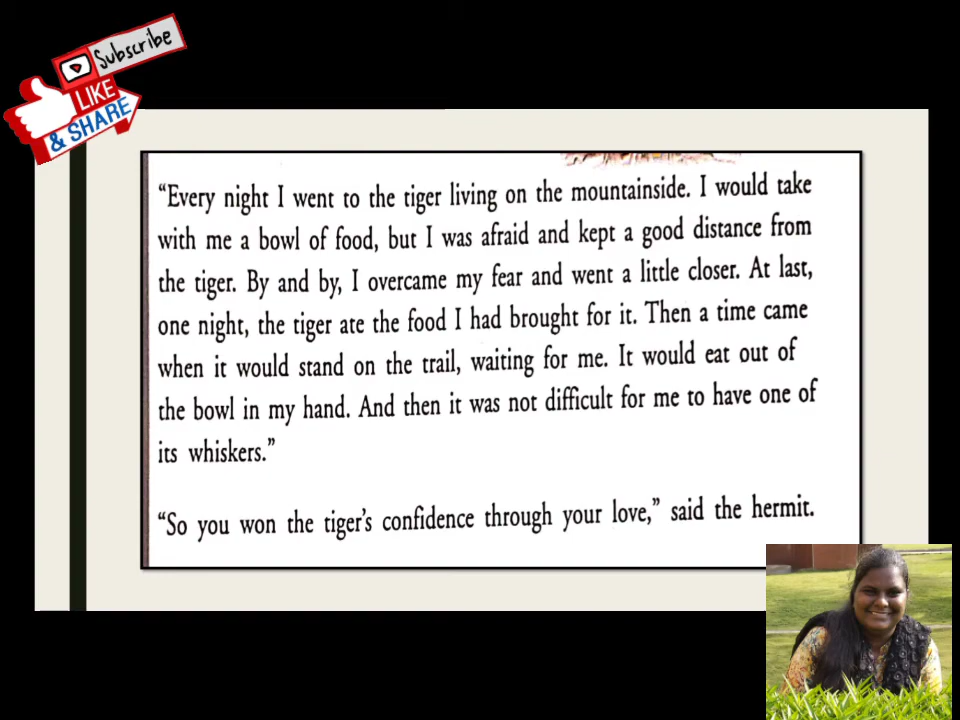 Subscribe
LIKE
& SHARE
“Every night I went to the tiger living on the mountainside. I would take
with me a bowl of food, but I was afraid and kept a good distance from
the tiger. By and by, I overcame my fear and went a little closer. At last,
one night, the tiger ate the food I had brought for it. Then a time came
when it would stand on the trail, waiting for me. It would eat out of
the bowl in my hand. And then it was not difficult for me to have one of
its whiskers.”
“So you won the tiger’s confidence through your love,” said the hermit.